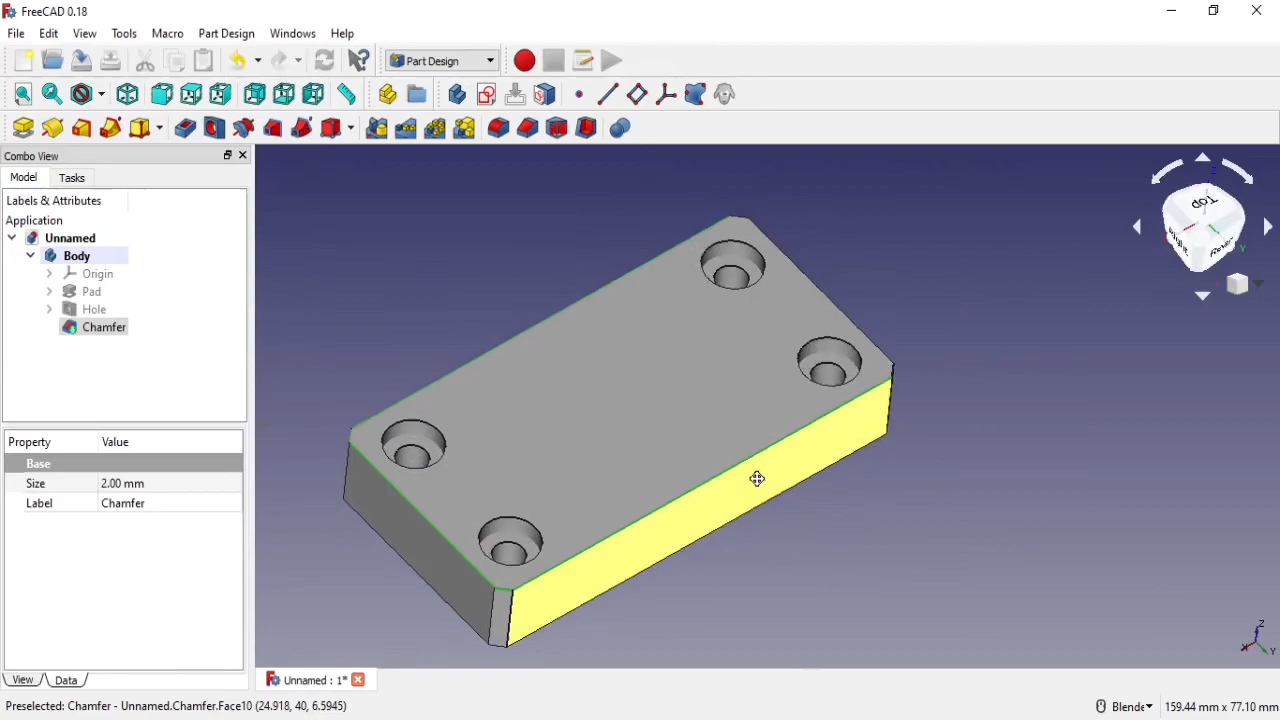 FreeCAD 0.18
File Edit View Tools Macro Part Design Windows Help
Part Design
Combo View
Model Tasks
Labels & Attributes
Application
Unnamed
Body
Origin
Pad
Hole
Chamfer
Property Value
Base
Size 2.00 mm
Label Chamfer
View Data
TOP
Z
Y
Unnamed : 1*
Z
X
Y
Preselected: Chamfer - Unnamed.Chamfer.Face10 (24.918, 40, 6.5945)
Blende
159.44 mm x 77.10 mm